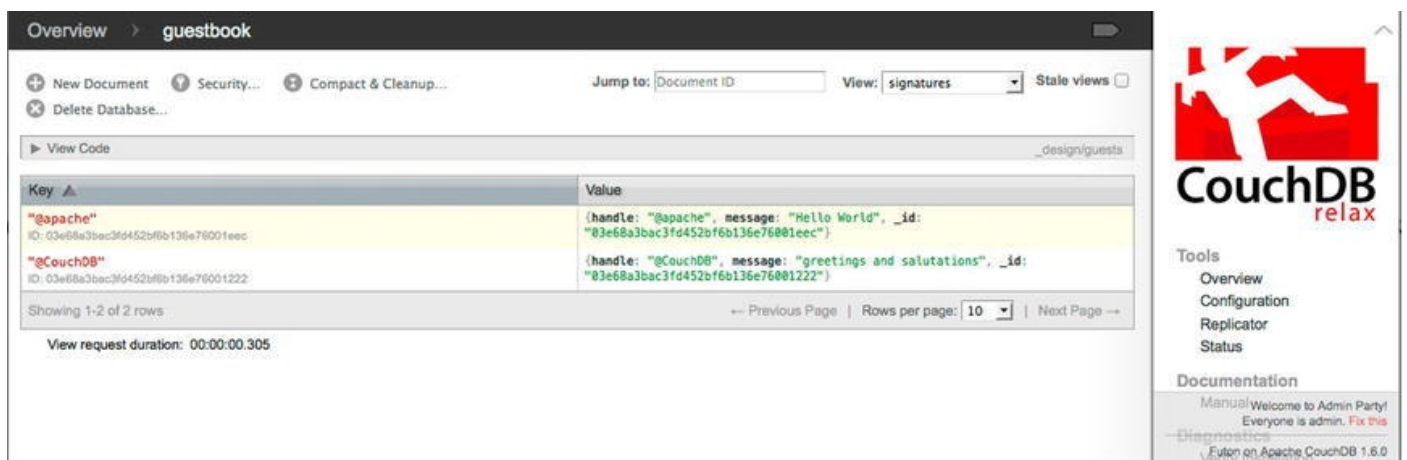 Overview > guestbook
New Document Security... Compact & Cleanup... Jump to: Document ID View: signatures Stale views
Delete Database...
View Code _design/guests
Key Value
"@apache" {handle: "@apache", message: "Hello World", _id:
ID: 03e68a3bac3fd452bf6b136e76001eec "03e68a3bac3fd452bf6b136e76001eec"}
"@CouchDB" {handle: "@CouchDB", message: "greetings and salutations", _id:
ID: 03e68a3bac3fd452bf6b136e76001222 "03e68a3bac3fd452bf6b136e76001222"}
Showing 1-2 of 2 rows ← Previous Page | Rows per page: 10 | Next Page →
View request duration: 00:00:00.305
CouchDB
relax
Tools
Overview
Configuration
Replicator
Status
Documentation
Manual
Welcome to Admin Party!
Everyone is admin. Fix this
Diagnostics
Futon on Apache CouchDB 1.6.0